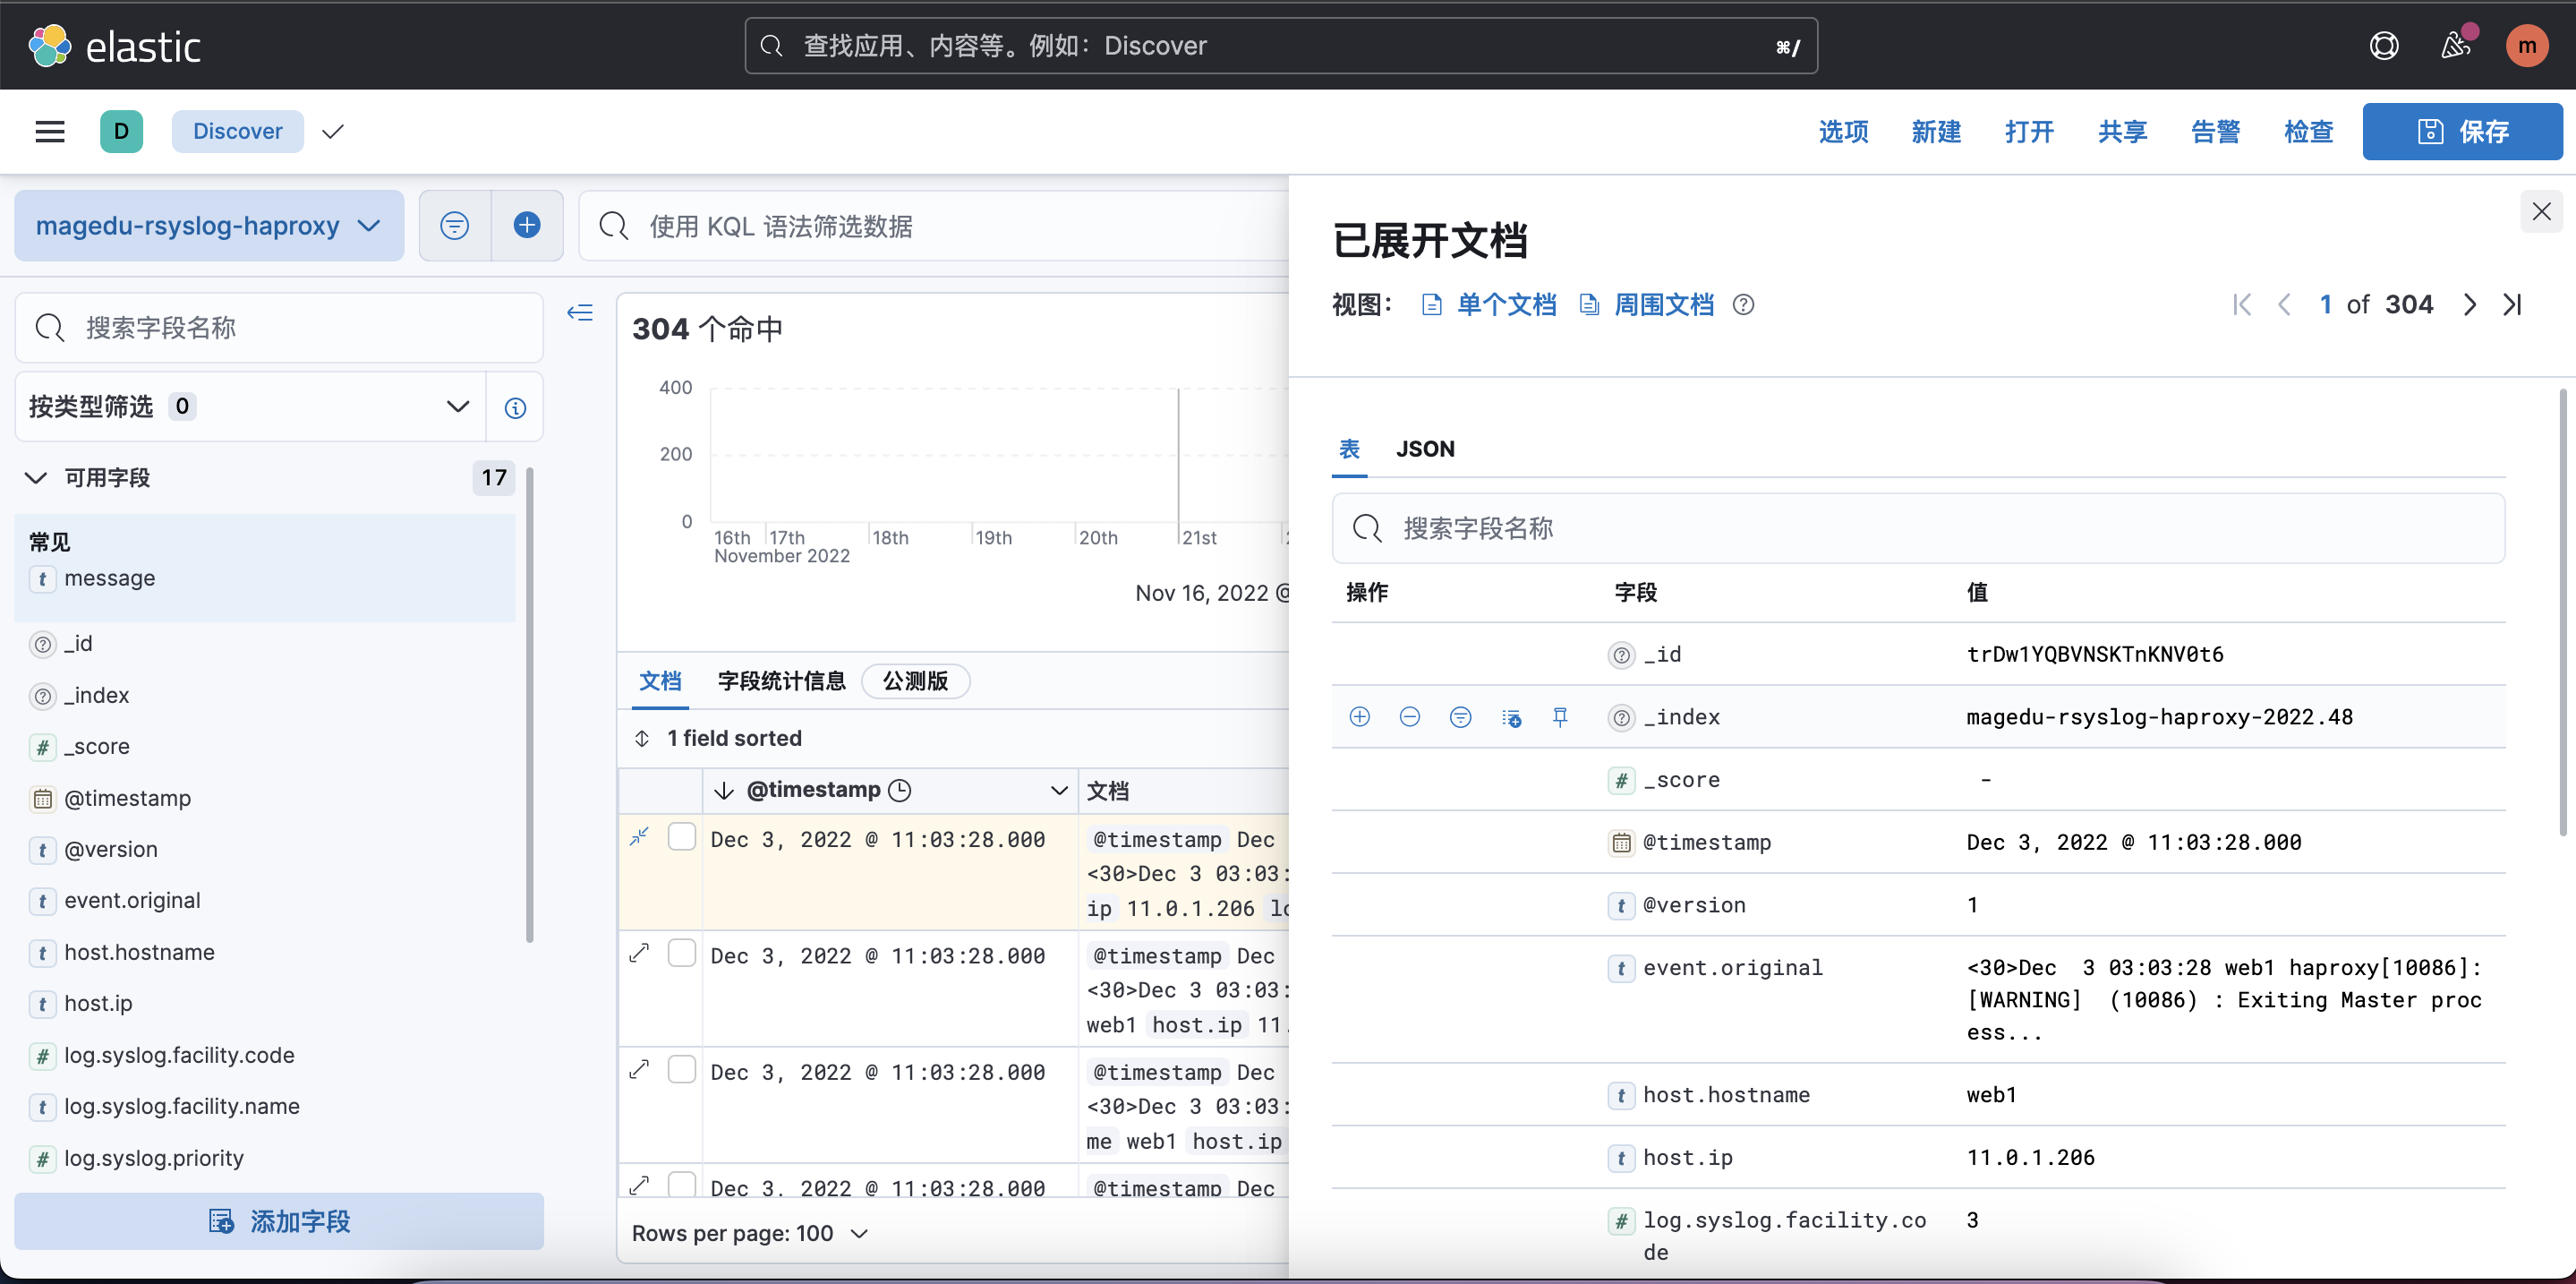 elastic
查找应用、内容等。例如：Discover
⌘/
m
D
Discover
选项
新建
打开
共享
告警
检查
保存
magedu-rsyslog-haproxy
使用 KQL 语法筛选数据
搜索字段名称
按类型筛选 0
可用字段
17
常见
t message
_id
_index
# _score
@timestamp
t @version
t event.original
t host.hostname
t host.ip
# log.syslog.facility.code
t log.syslog.facility.name
# log.syslog.priority
添加字段
304 个命中
400
200
0
16th
17th
18th
19th
20th
21st
November 2022
Nov 16, 2022 @
文档
字段统计信息
公测版
1 field sorted
@timestamp
文档
Dec 3, 2022 @ 11:03:28.000
@timestamp Dec
<30>Dec 3 03:03:
ip 11.0.1.206
Dec 3, 2022 @ 11:03:28.000
@timestamp Dec
<30>Dec 3 03:03:
web1 host.ip 11.
Dec 3, 2022 @ 11:03:28.000
@timestamp Dec
<30>Dec 3 03:03:
me web1 host.ip
Dec 3, 2022 @ 11:03:28.000
@timestamp Dec
Rows per page: 100
已展开文档
视图：
单个文档
周围文档
1 of 304
表
JSON
搜索字段名称
操作
字段
值
_id
trDw1YQBVNSKTnKNV0t6
_index
magedu-rsyslog-haproxy-2022.48
# _score
-
@timestamp
Dec 3, 2022 @ 11:03:28.000
t @version
1
t event.original
<30>Dec  3 03:03:28 web1 haproxy[10086]:
[WARNING]  (10086) : Exiting Master proc
ess...
t host.hostname
web1
t host.ip
11.0.1.206
# log.syslog.facility.co
de
3